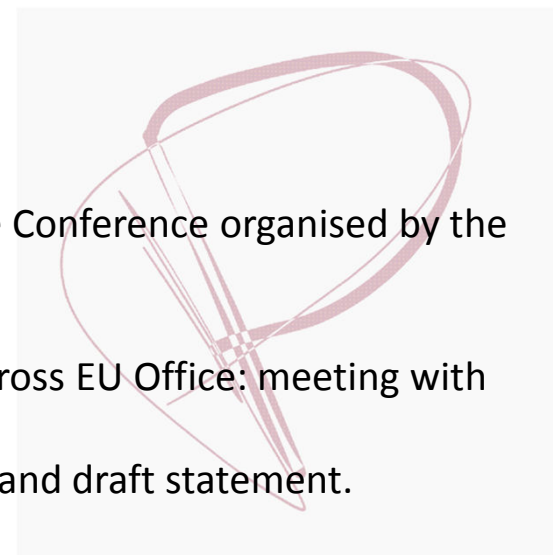 Conference organised by the
ross EU Office: meeting with
and draft statement.